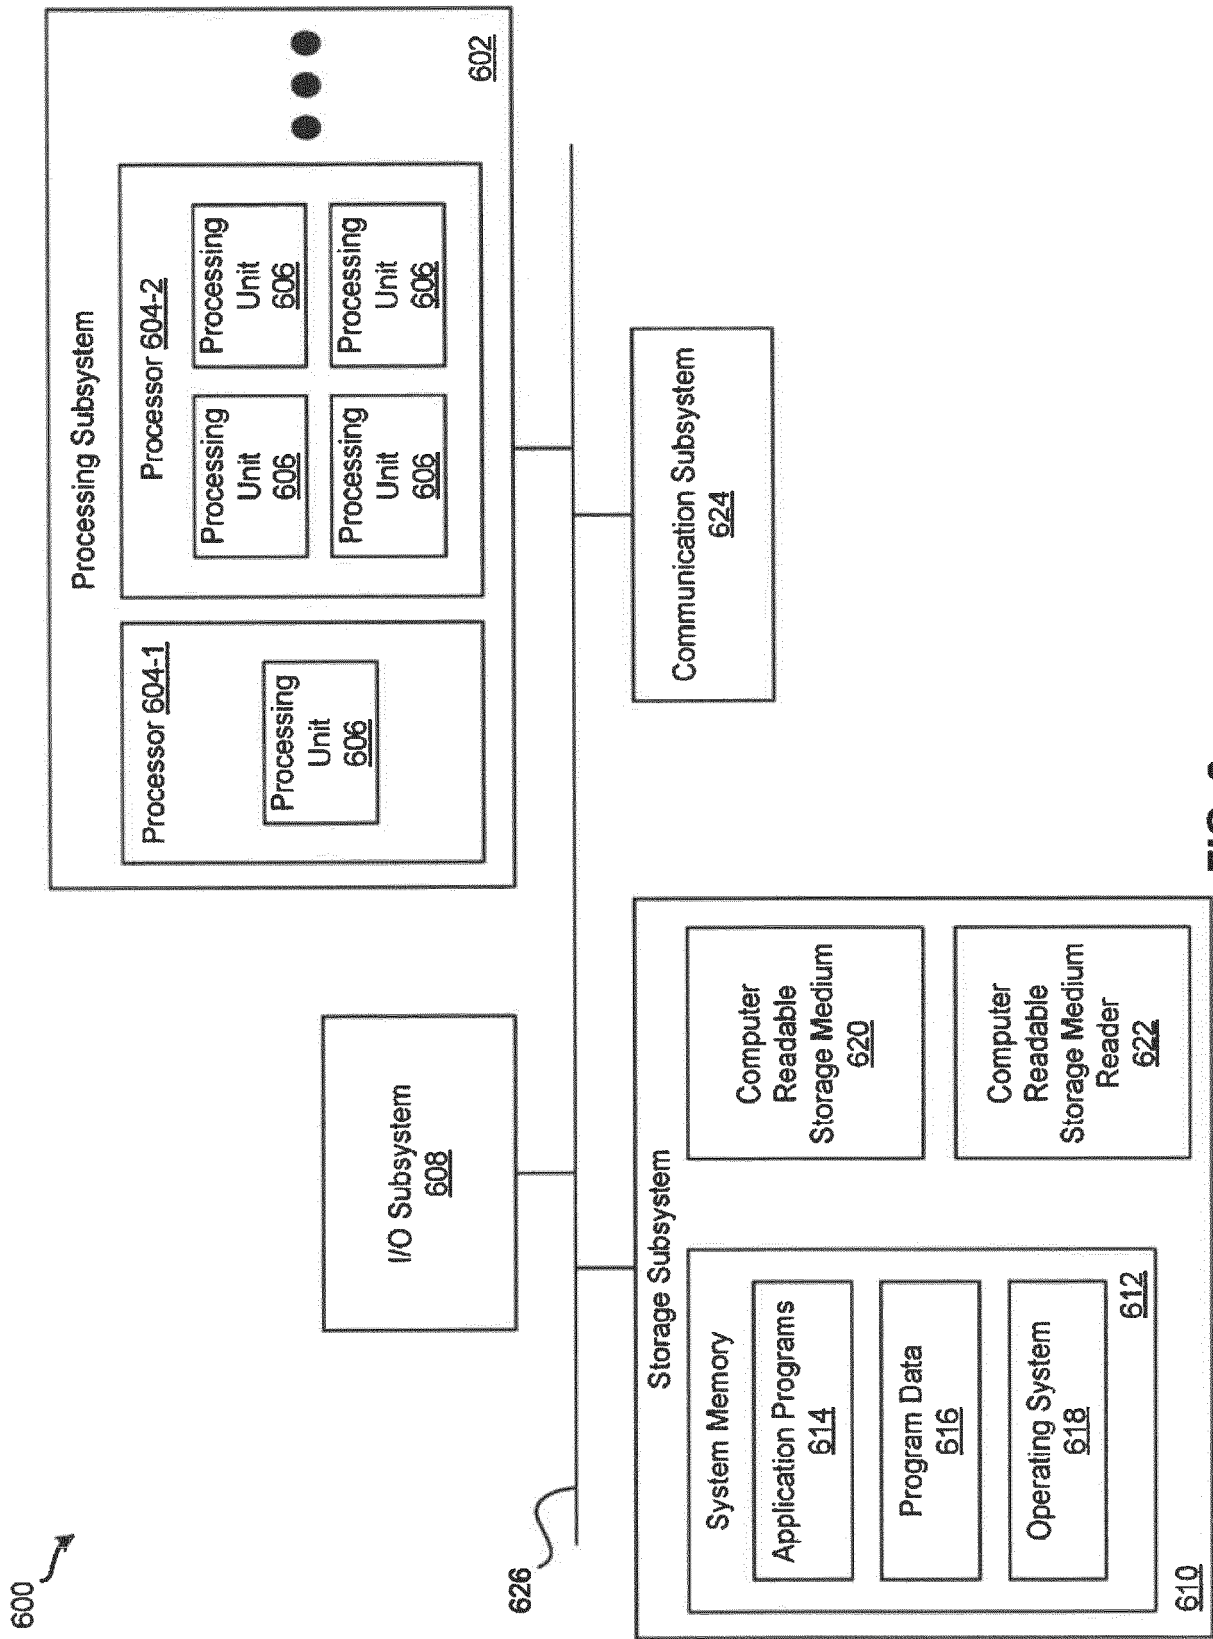 600
Processing Subsystem
Processor 604-1
Processing
Unit
606
Processor 604-2
Processing
Unit
606
Processing
Unit
606
Processing
Unit
606
Processing
Unit
606
602
I/O Subsystem
608
626
Storage Subsystem
System Memory
Application Programs
614
Program Data
616
Operating System
618
612
Computer
Readable
Storage Medium
620
Computer
Readable
Storage Medium
Reader
622
610
Communication Subsystem
624
FIG.